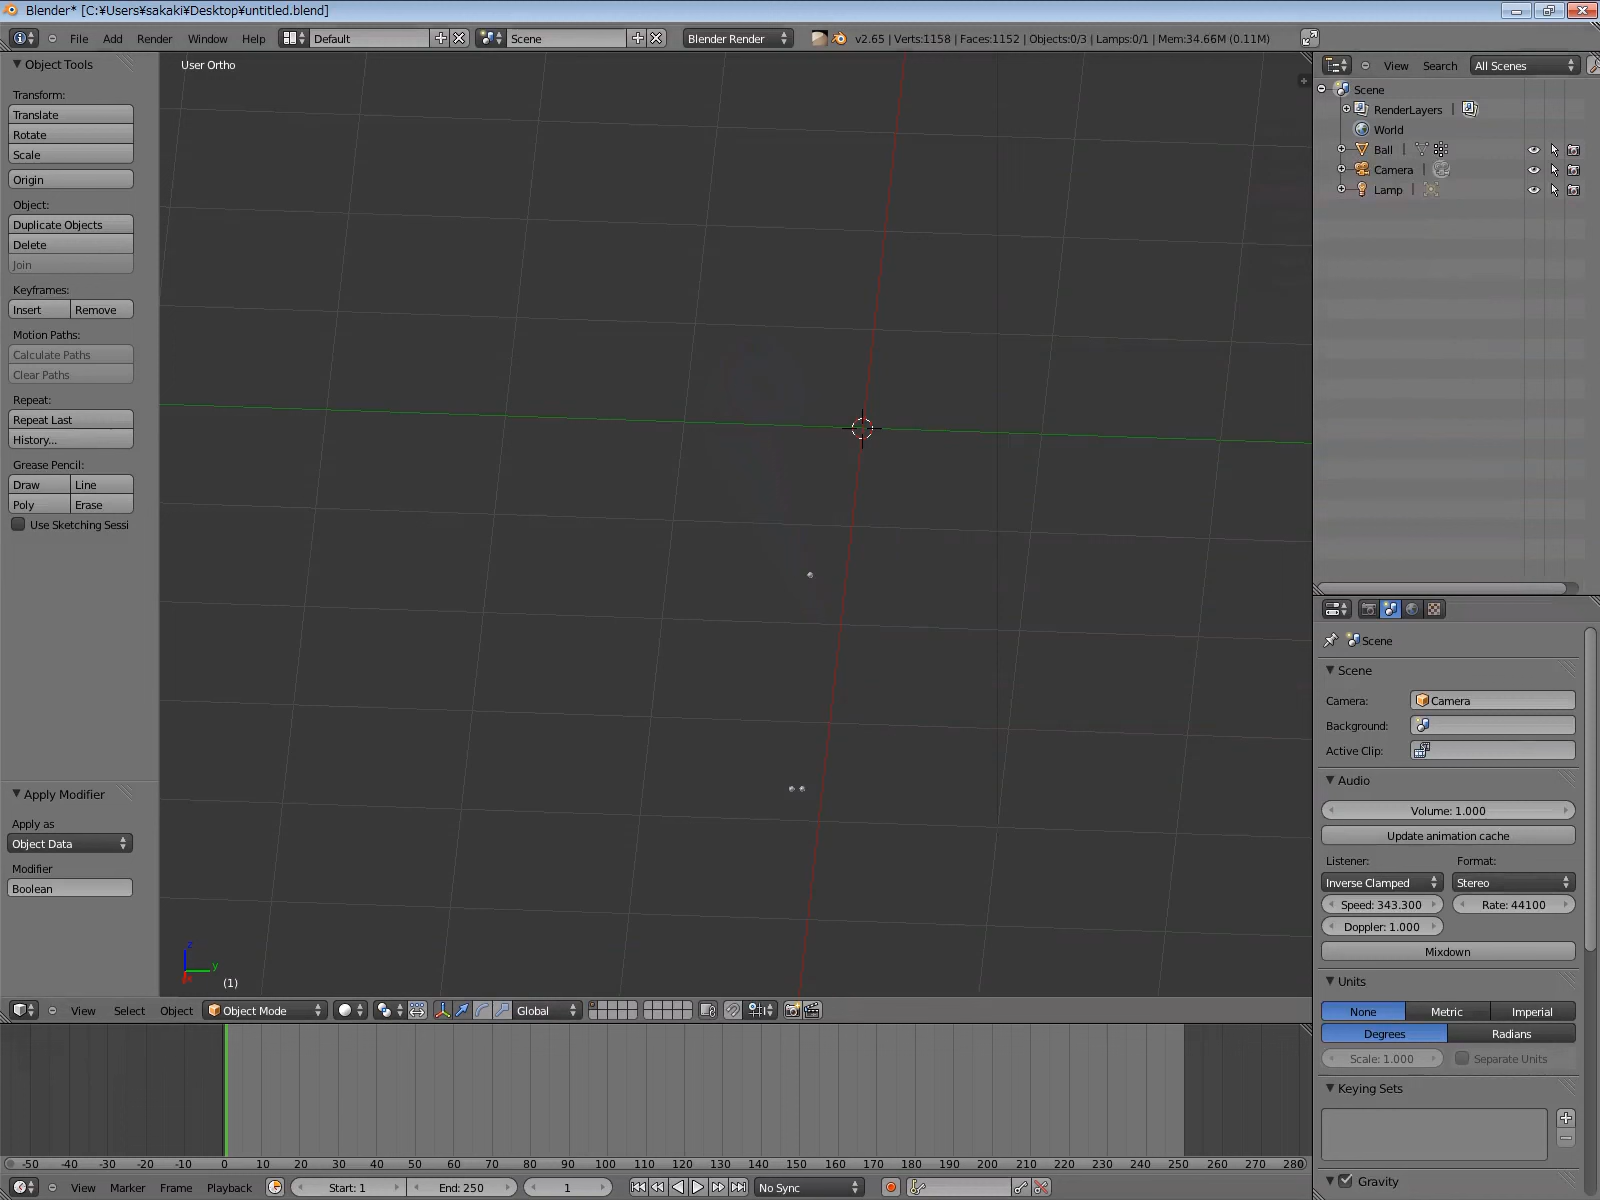 Blender* [C:¥Users¥sakaki¥Desktop¥untitled.blend]
File Add Render Window Help Default Scene Blender Render v2.65 | Verts:1158 | Faces:1152 | Objects:0/3 | Lamps:0/1 | Mem:34.66M (0.11M)
Object Tools
Transform:
Translate
Rotate
Scale
Origin
Object:
Duplicate Objects
Delete
Join
Keyframes:
Insert Remove
Motion Paths:
Calculate Paths
Clear Paths
Repeat:
Repeat Last
History...
Grease Pencil:
Draw Line
Poly Erase
Use Sketching Sessi
Apply Modifier
Apply as
Object Data
Modifier
Boolean
User Ortho
z
y
x
(1)
View Select Object Object Mode Global
View Search All Scenes
Scene
RenderLayers |
World
Ball |
Camera |
Lamp |
Scene
Scene
Camera: Camera
Background:
Active Clip:
Audio
Volume: 1.000
Update animation cache
Listener: Format:
Inverse Clamped Stereo
Speed: 343.300 Rate: 44100
Doppler: 1.000
Mixdown
Units
None Metric Imperial
Degrees Radians
Scale: 1.000 Separate Units
Keying Sets
Gravity
-50 -40 -30 -20 -10 0 10 20 30 40 50 60 70 80 90 100 110 120 130 140 150 160 170 180 190 200 210 220 230 240 250 260 270 280
View Marker Frame Playback Start: 1 End: 250 1 No Sync